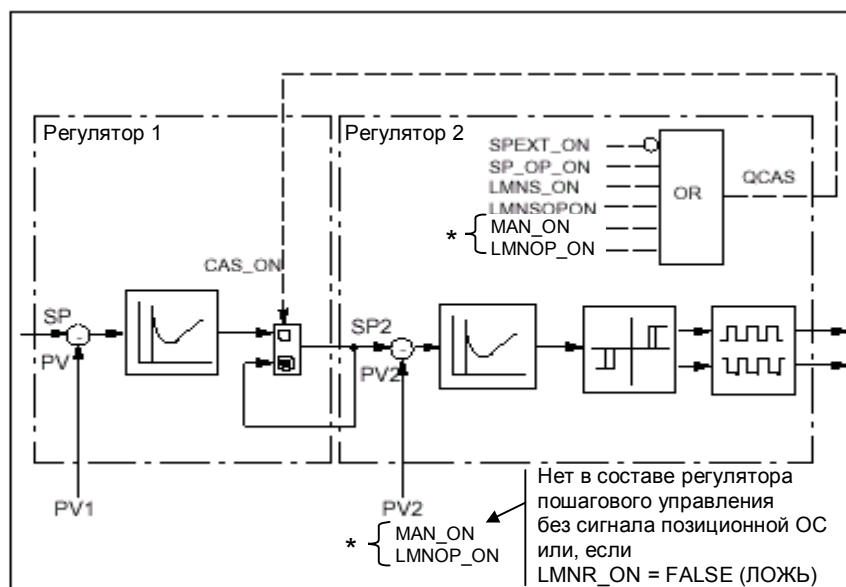 Регулятор 1
Регулятор 2
SPEXT_ON
SP_OP_ON
LMNS_ON
LMNSOPON
* MAN_ON
LMNOP_ON
OR
QCAS
CAS_ON
SP
PV
SP2
PV2
PV1
PV2
* MAN_ON
LMNOP_ON
Нет в составе регулятора
пошагового управления
без сигнала позиционной ОС
или, если
LMNR_ON = FALSE (ЛОЖЬ)